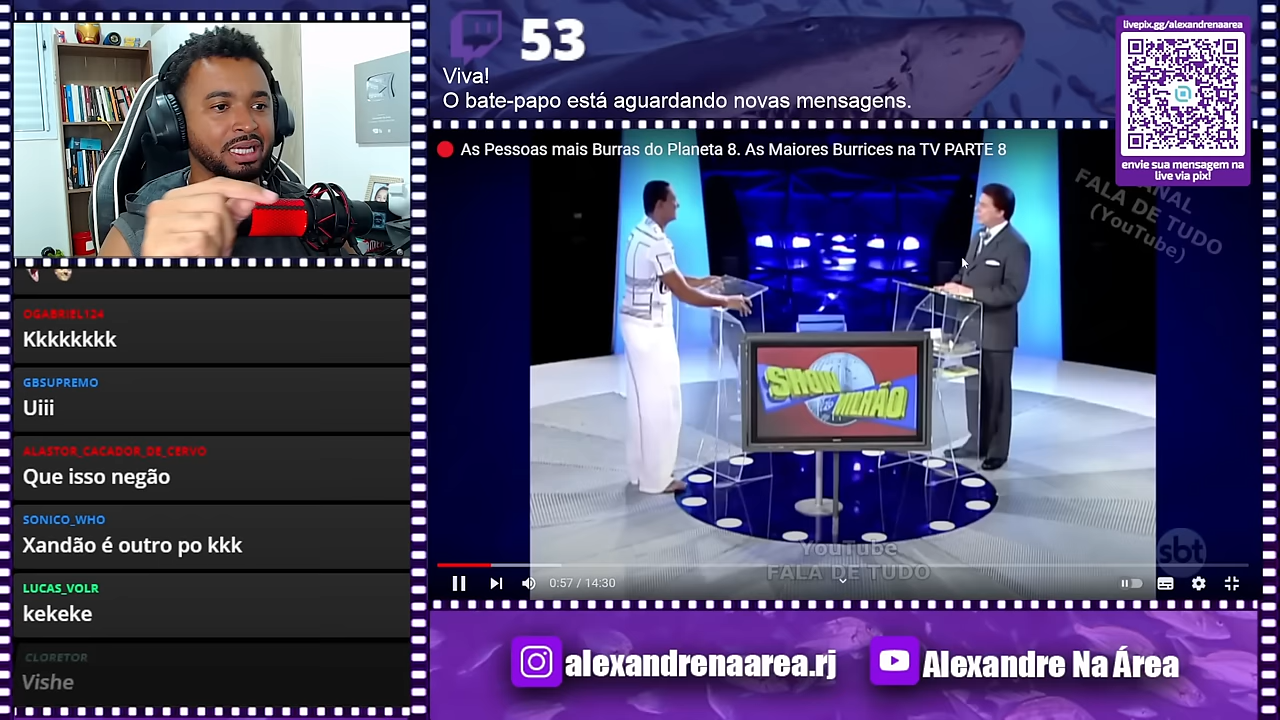 53
Viva!
O bate-papo está aguardando novas mensagens.
livepix.gg/alexandrenaarea
envie sua mensagem na
live via pix!
As Pessoas mais Burras do Planeta 8. As Maiores Burrices na TV PARTE 8
CANAL
FALA DE TUDO
(YouTube)
SHOW
do
MILHÃO
sbt
YouTube
FALA DE TUDO
0:57 / 14:30
OGABRIEL124
Kkkkkkkk
GBSUPREMO
Uiii
ALASTOR_CACADOR_DE_CERVO
Que isso negão
SONICO_WHO
Xandão é outro po kkk
LUCAS_VOLR
kekeke
CLORETOR
Vishe
alexandrenaarea.rj
Alexandre Na Área